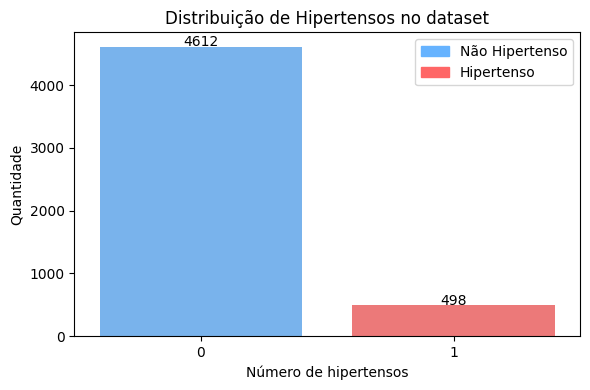 Distribuição de Hipertensos no dataset
4612
Não Hipertenso
Hipertenso
4000
3000
2000
1000
0
Quantidade
498
0
1
Número de hipertensos